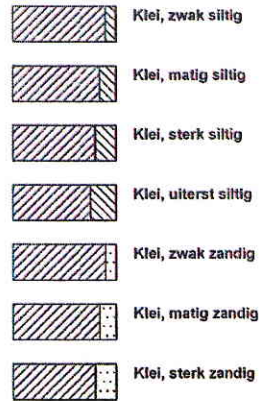 Klei, zwak siltig
Klei, matig siltig
Klei, sterk siltig
Klei, uiterst siltig
Klei, zwak zandig
Klei, matig zandig
Klei, sterk zandig